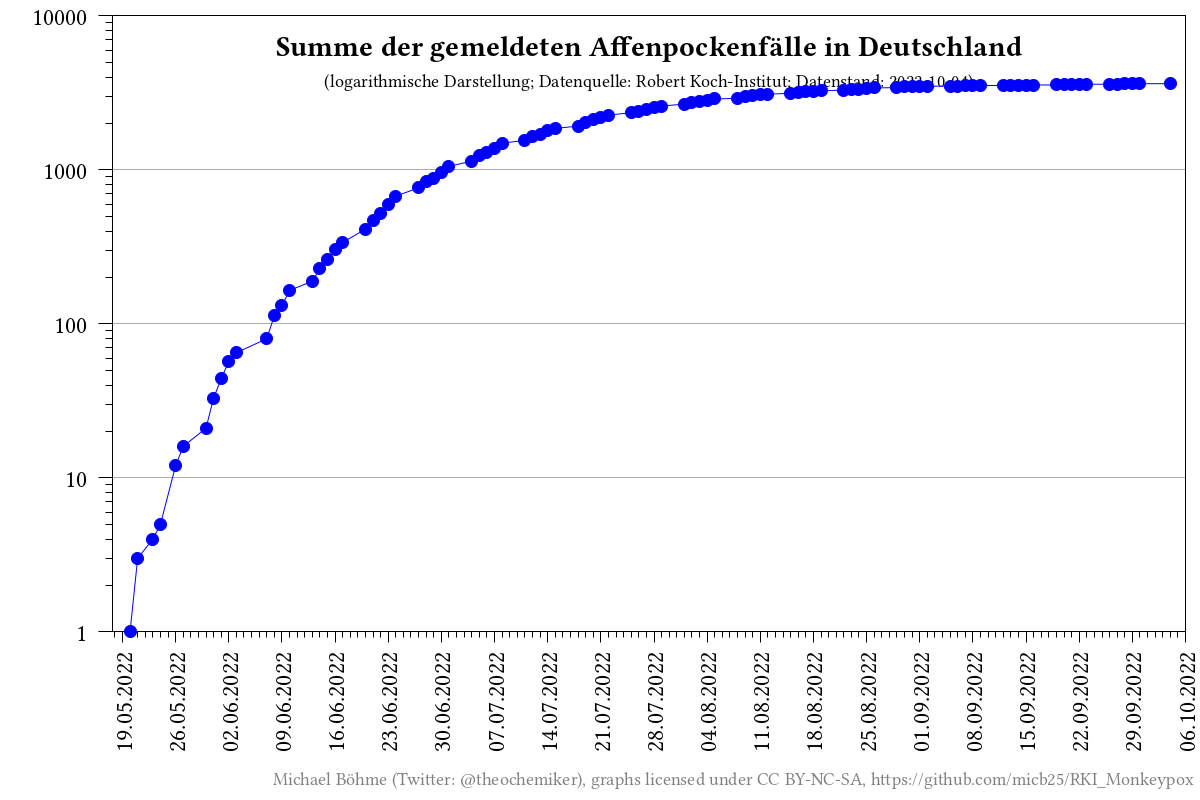 10000
Summe der gemeldeten Affenpockenfälle in Deutschland
(logarithmische Darstellung; Datenquelle: Robert Koch-Institut; Datenstand: 2022-10-04)
1000
100
10
1
19.05.2022 26.05.2022 02.06.2022 09.06.2022 16.06.2022 23.06.2022 30.06.2022 07.07.2022 14.07.2022 21.07.2022 28.07.2022 04.08.2022 11.08.2022 18.08.2022 25.08.2022 01.09.2022 08.09.2022 15.09.2022 22.09.2022 29.09.2022 06.10.2022
Michael Böhme (Twitter: @theochemiker), graphs licensed under CC BY-NC-SA, https://github.com/micb25/RKI_Monkeypox